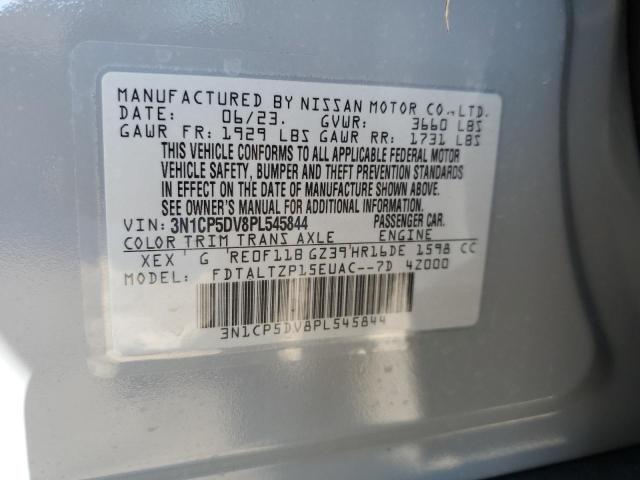 MANUFACTURED BY NISSAN MOTOR CO., LTD.
DATE: 06/23. GVWR: 3660 LBS
GAWR FR: 1929 LBS GAWR RR: 1731 LBS
THIS VEHICLE CONFORMS TO ALL APPLICABLE FEDERAL MOTOR
VEHICLE SAFETY, BUMPER AND THEFT PREVENTION STANDARDS
IN EFFECT ON THE DATE OF MANUFACTURE SHOWN ABOVE.
SEE OWNER'S MANUAL FOR ADDITIONAL INFORMATION.
VIN: 3N1CP5DV8PL545844 PASSENGER CAR.
COLOR TRIM TRANS AXLE ENGINE
XEX G RE0F11B GZ39 HR16DE 1598 CC
MODEL: FDTALTZP15EUAC--7D 4Z000
3N1CP5DV8PL545844